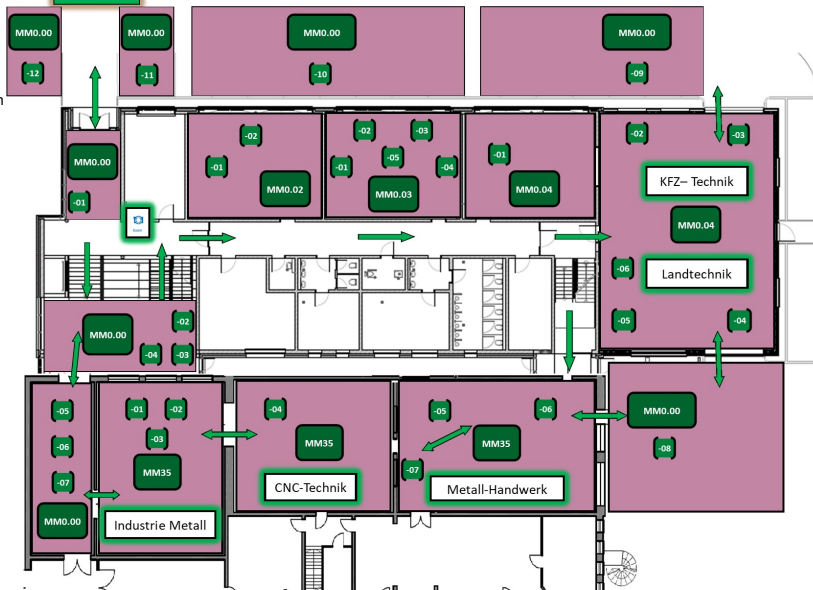 MM0.00
MM0.00
MM0.00
MM0.00
-12
-11
-10
-09
n
MM0.00
-01
-02
-01
MM0.02
-02
-03
-01
-05
-04
MM0.03
-01
MM0.04
-02
-03
KFZ– Technik
MM0.04
-06
Landtechnik
-05
-04
MM0.00
-02
-04
-03
-05
-06
-07
MM0.00
-01
-02
-03
MM35
Industrie Metall
-04
MM35
CNC-Technik
-05
-06
MM35
-07
Metall-Handwerk
MM0.00
-08